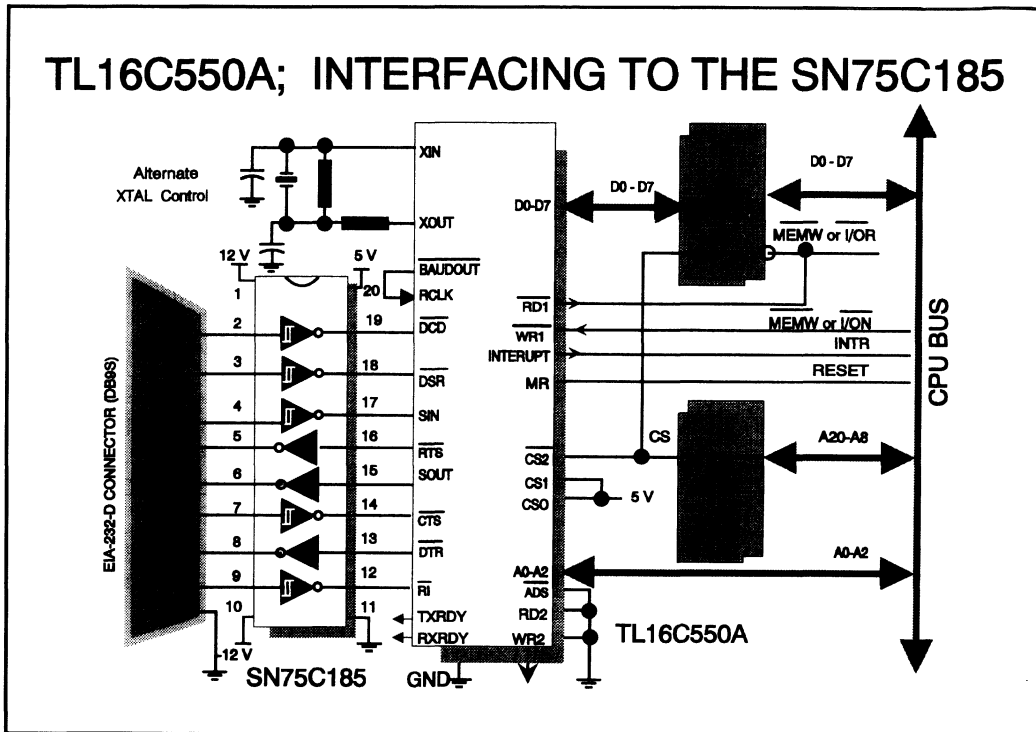 TL16C550A; INTERFACING TO THE SN75C185
Alternate
XTAL Control
XIN
XOUT
BAUDOUT
RCLK
DCD
DSR
SIN
RTS
SOUT
CTS
DTR
RI
TXRDY
RXRDY
GND
12 V
5 V
1
2
3
4
5
6
7
8
9
10
20
19
18
17
16
15
14
13
12
11
-12 V
SN75C185
EIA-232-D CONNECTOR (DB9S)
D0-D7
RD1
WR1
INTERUPT
MR
CS2
CS1
CSO
A0-A2
ADS
RD2
WR2
D0 - D7
D0 - D7
MEMW or I/OR
MEMW or I/ON
INTR
RESET
CS
5 V
A20-A8
A0-A2
TL16C550A
CPU BUS